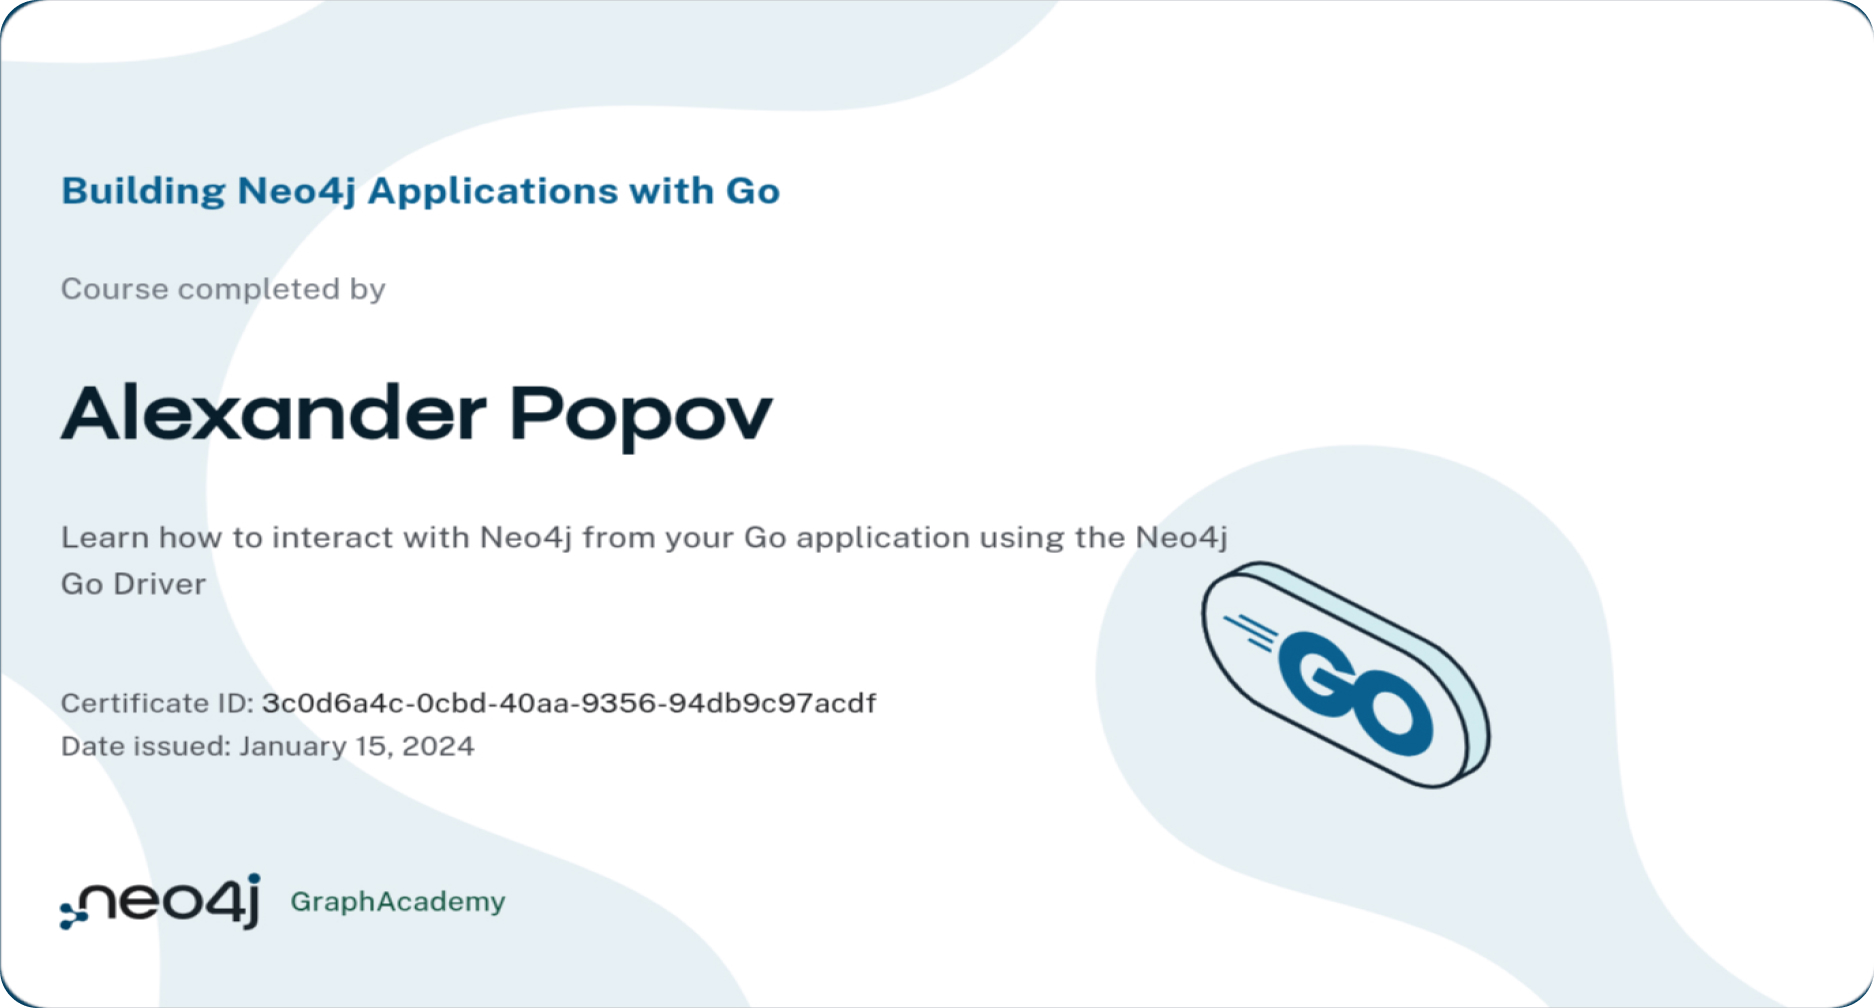 Building Neo4j Applications with Go
Course completed by
Alexander Popov
Learn how to interact with Neo4j from your Go application using the Neo4j
Go Driver
GO
Certificate ID: 3c0d6a4c-0cbd-40aa-9356-94db9c97acdf
Date issued: January 15, 2024
neo4j GraphAcademy